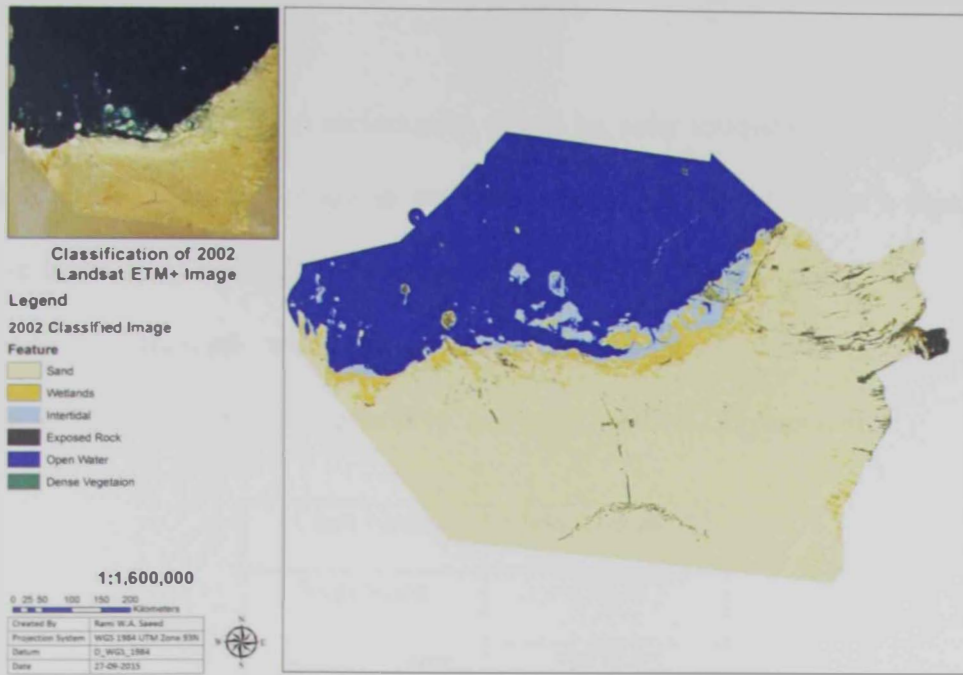 Classification of 2002
Landsat ETM+ Image
Legend
2002 Classified Image
Feature
Sand
Wetlands
Intertidal
Exposed Rock
Open Water
Dense Vegetaion
1:1,600,000
0 25 50 100 150 200
Kilometers
Created By Rami W.A. Saeed
Projection System WGS 1984 UTM Zone 39N
Datum D_WGS_1984
Date 27-09-2015
N
W E
S